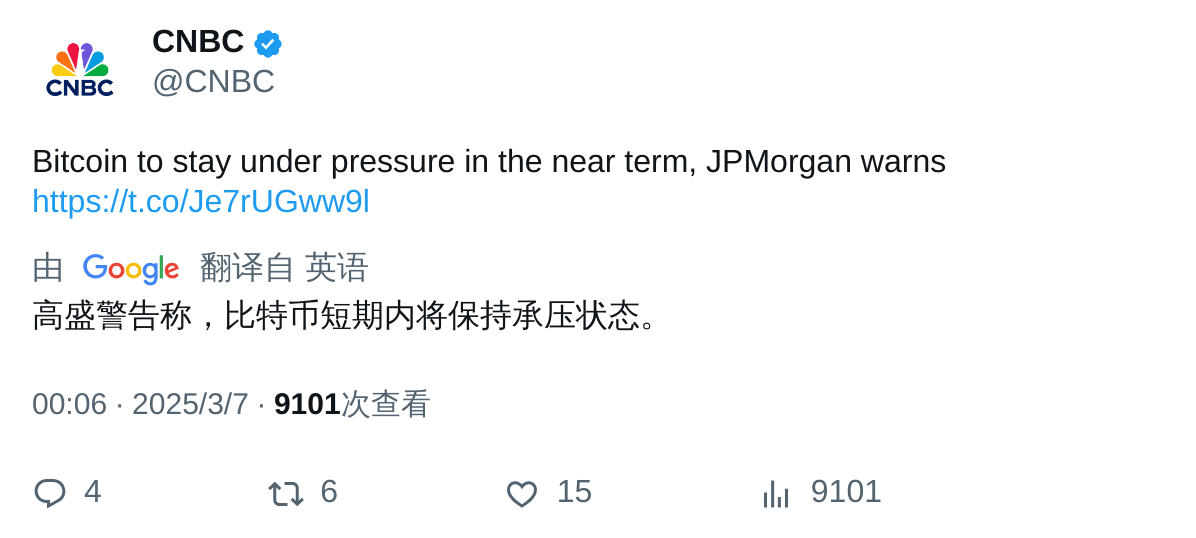 CNBC
CNBC
@CNBC
Bitcoin to stay under pressure in the near term, JPMorgan warns
https://t.co/Je7rUGww9l
由 Google 翻译自 英语
高盛警告称，比特币短期内将保持承压状态。
00:06 · 2025/3/7 · 9101次查看
4 6 15 9101